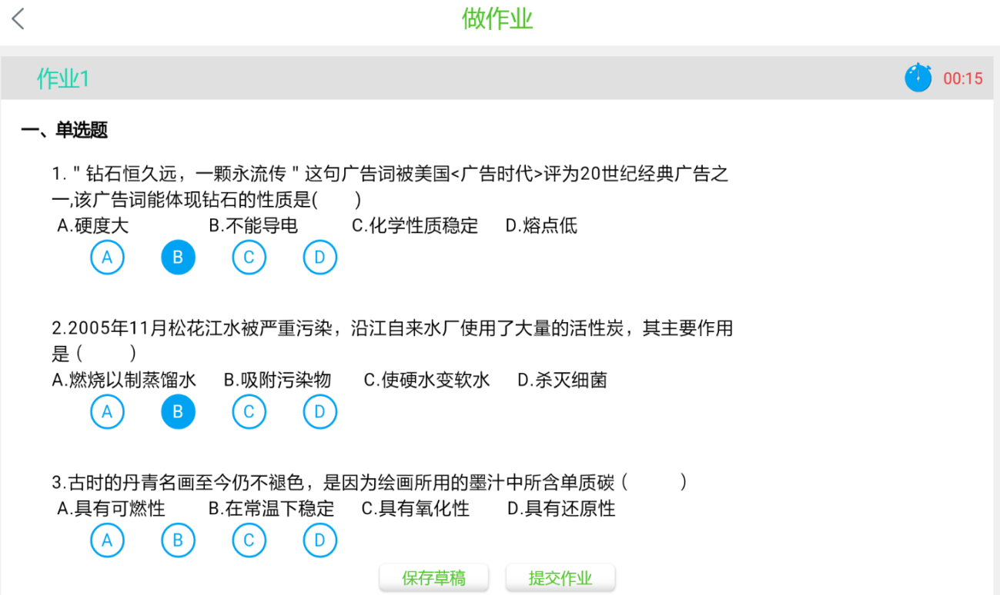 做作业
作业1
00:15
一、单选题
1. " 钻石恒久远，一颗永流传 " 这句广告词被美国<广告时代>评为20世纪经典广告之
一,该广告词能体现钻石的性质是(　　)
A.硬度大　　B.不能导电　　C.化学性质稳定　D.熔点低
A B C D
2.2005年11月松花江水被严重污染，沿江自来水厂使用了大量的活性炭，其主要作用
是（　　）
A.燃烧以制蒸馏水　B.吸附污染物　C.使硬水变软水　D.杀灭细菌
A B C D
3.古时的丹青名画至今仍不褪色，是因为绘画所用的墨汁中所含单质碳（　　）
A.具有可燃性　　B.在常温下稳定　C.具有氧化性　　D.具有还原性
A B C D
保存草稿 提交作业